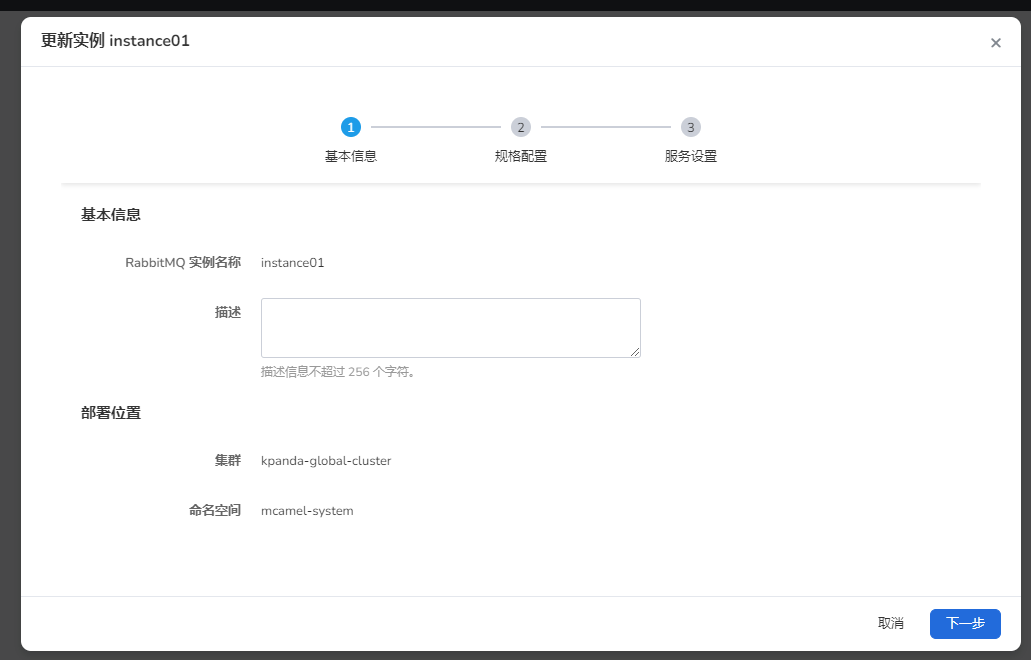 更新实例 instance01
×
1 2 3
基本信息 规格配置 服务设置
基本信息
RabbitMQ 实例名称 instance01
描述
描述信息不超过 256 个字符。
部署位置
集群 kpanda-global-cluster
命名空间 mcamel-system
取消 下一步